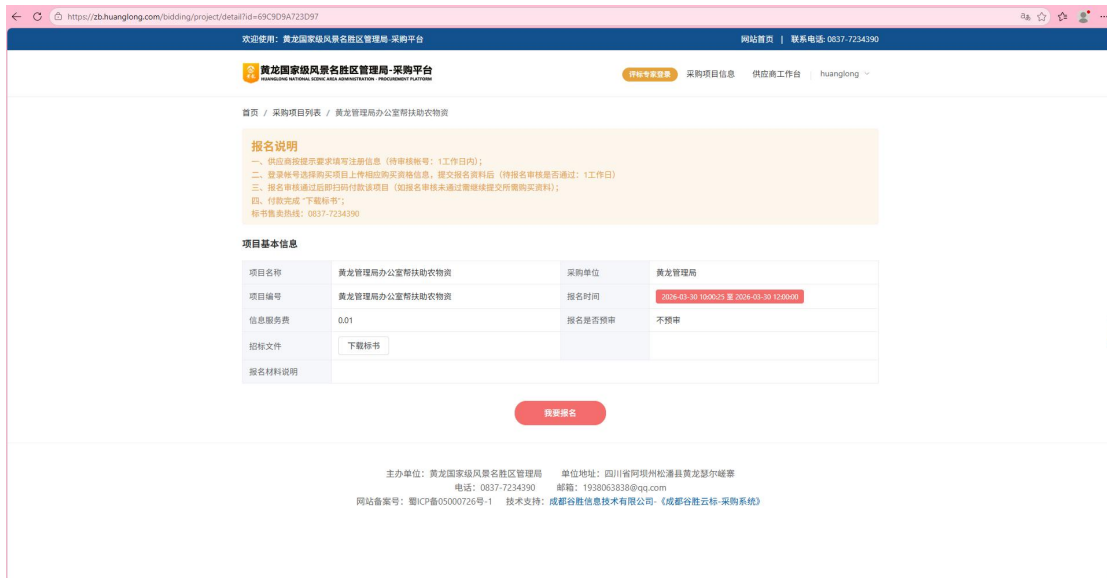 https://zb.huanglong.com/bidding/project/detail?id=69C9D9A723D97
欢迎使用：黄龙国家级风景名胜区管理局-采购平台
网站首页 | 联系电话: 0837-7234390
黄龙国家级风景名胜区管理局-采购平台
HUANGLONG NATIONAL SCENIC AREA ADMINISTRATION - PROCUREMENT PLATFORM
评标专家登录 采购项目信息 供应商工作台 huanglong
首页 / 采购项目列表 / 黄龙管理局办公室帮扶助农物资
报名说明
一、供应商按提示要求填写注册信息（待审核帐号：1工作日内）；
二、登录帐号选择购买项目上传相应购买资格信息，提交报名资料后（待报名审核是否通过：1工作日）
三、报名审核通过后即扫码付款该项目（如报名审核未通过需继续提交所需购买资料）；
四、付款完成 "下载标书"；
标书售卖热线：0837-7234390
项目基本信息
项目名称 黄龙管理局办公室帮扶助农物资 采购单位 黄龙管理局
项目编号 黄龙管理局办公室帮扶助农物资 报名时间 2026-03-30 10:00:25 至 2026-03-30 12:00:00
信息服务费 0.01 报名是否预审 不预审
招标文件 下载标书
报名材料说明
我要报名
主办单位：黄龙国家级风景名胜区管理局 单位地址：四川省阿坝州松潘县黄龙瑟尔嵯寨
电话：0837-7234390 邮箱：1938063838@qq.com
网站备案号：蜀ICP备05000726号-1 技术支持：成都谷胜信息技术有限公司-《成都谷胜云标-采购系统》